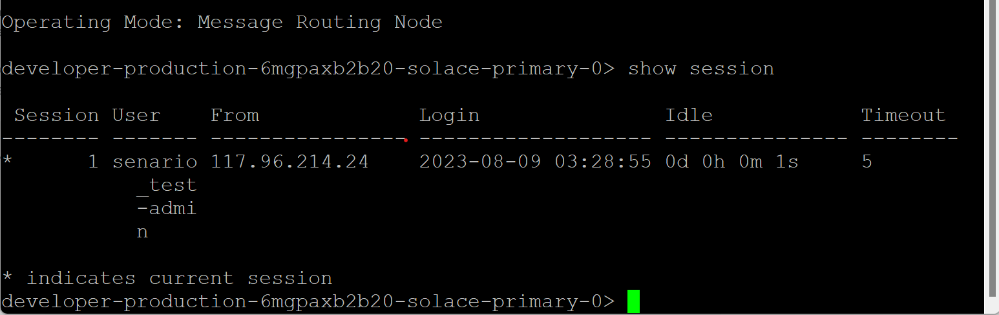 Operating Mode: Message Routing Node
developer-production-6mgpaxb2b20-solace-primary-0> show session
Session User From Login Idle Timeout
-------- ------- ---------------- ------------------- --------------- --------
* 1 senario 117.96.214.24 2023-08-09 03:28:55 0d 0h 0m 1s 5
_test
-admi
n
* indicates current session
developer-production-6mgpaxb2b20-solace-primary-0>